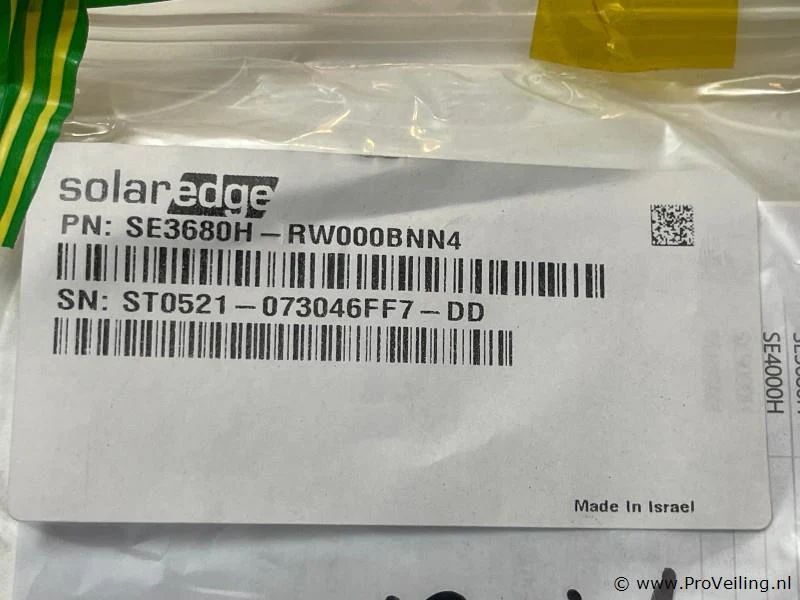 solaredge
PN: SE3680H-RW000BNN4
SN: ST0521-073046FF7-DD
SE4000H
Made In Israel
© www.ProVeiling.nl